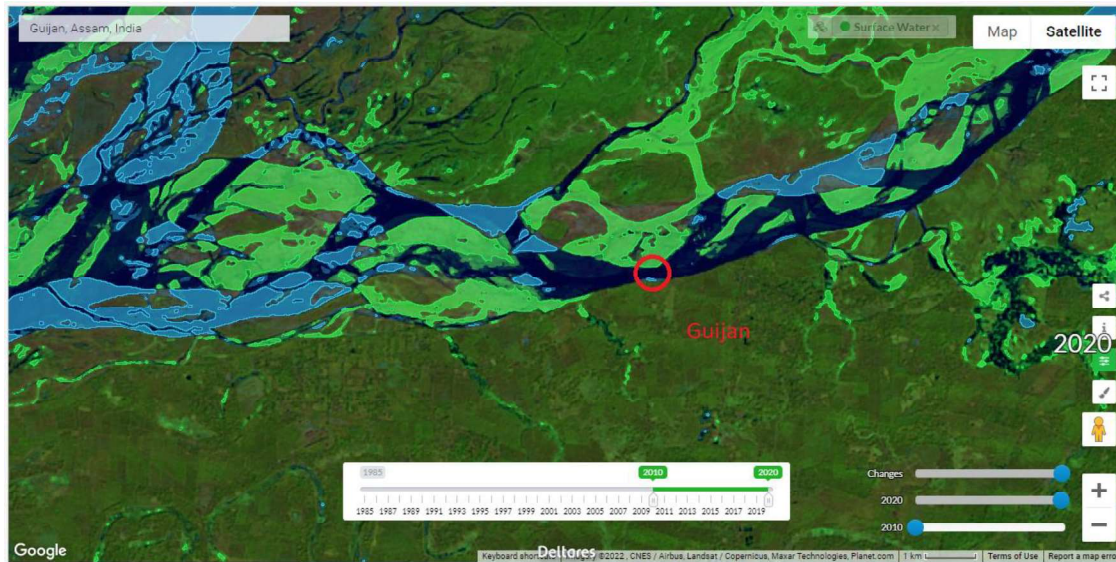 Guijan, Assam, India
Surface Water ×
Map Satellite
Guijan
2020
1985 2010 2020
1985 1987 1989 1991 1993 1995 1997 1999 2001 2003 2005 2007 2009 2011 2013 2015 2017 2019
Changes
2020
2010
Google
Deltares
Keyboard ©2022 , CNES / Airbus, Landsat / Copernicus, Maxar Technologies, Planet.com 1 km Terms of Use Report a map erro